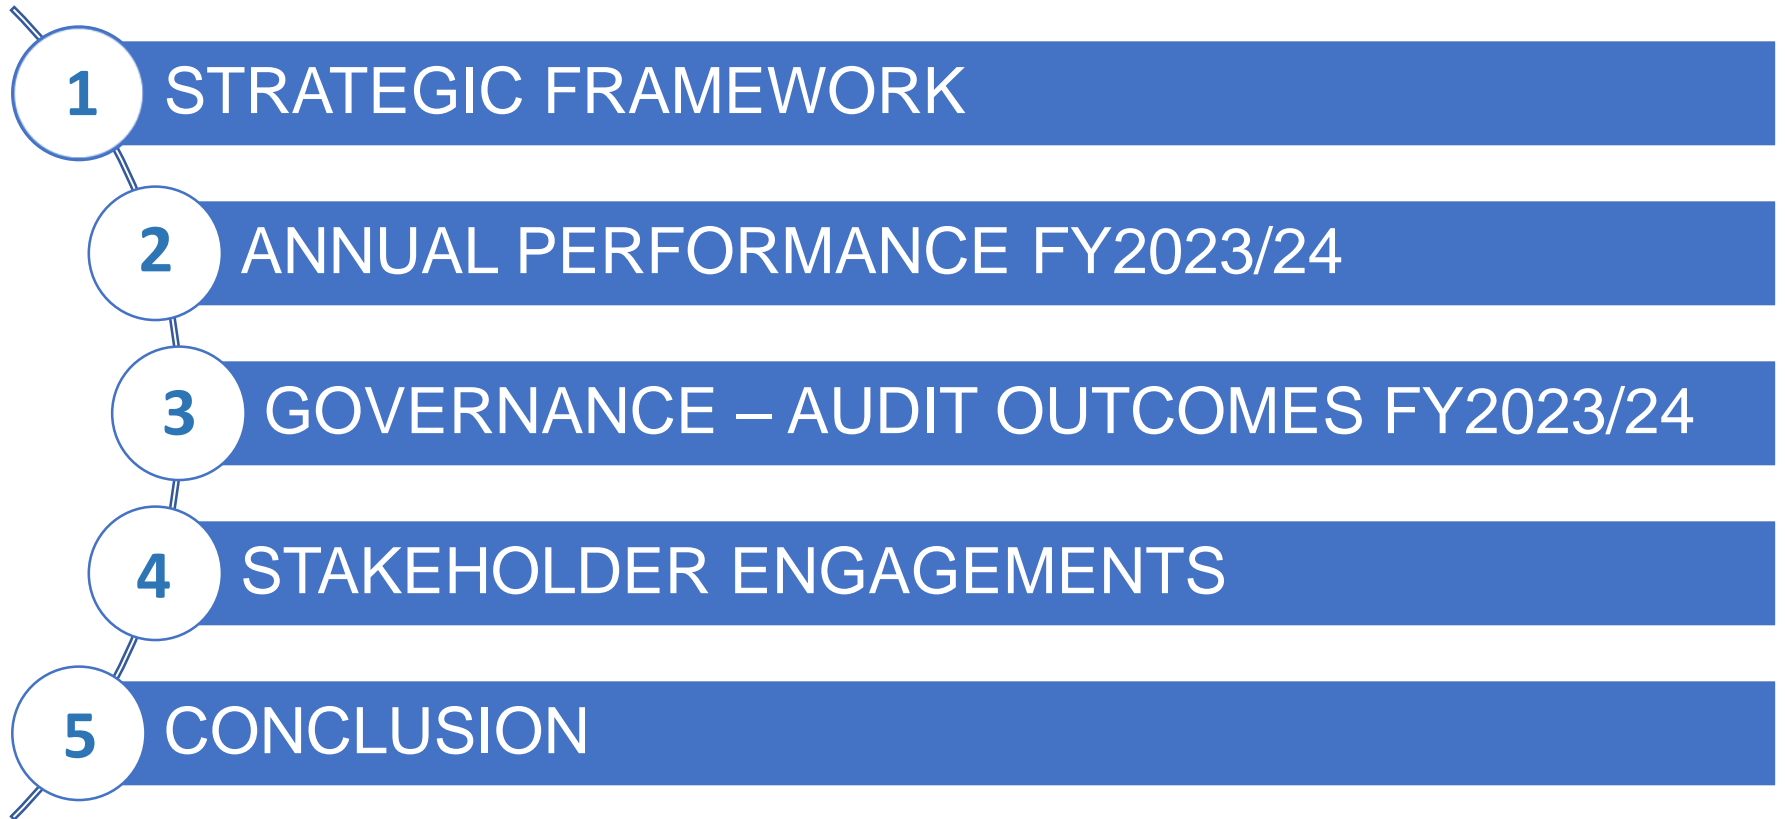 1 STRATEGIC FRAMEWORK
2 ANNUAL PERFORMANCE FY2023/24
3 GOVERNANCE – AUDIT OUTCOMES FY2023/24
4 STAKEHOLDER ENGAGEMENTS
5 CONCLUSION